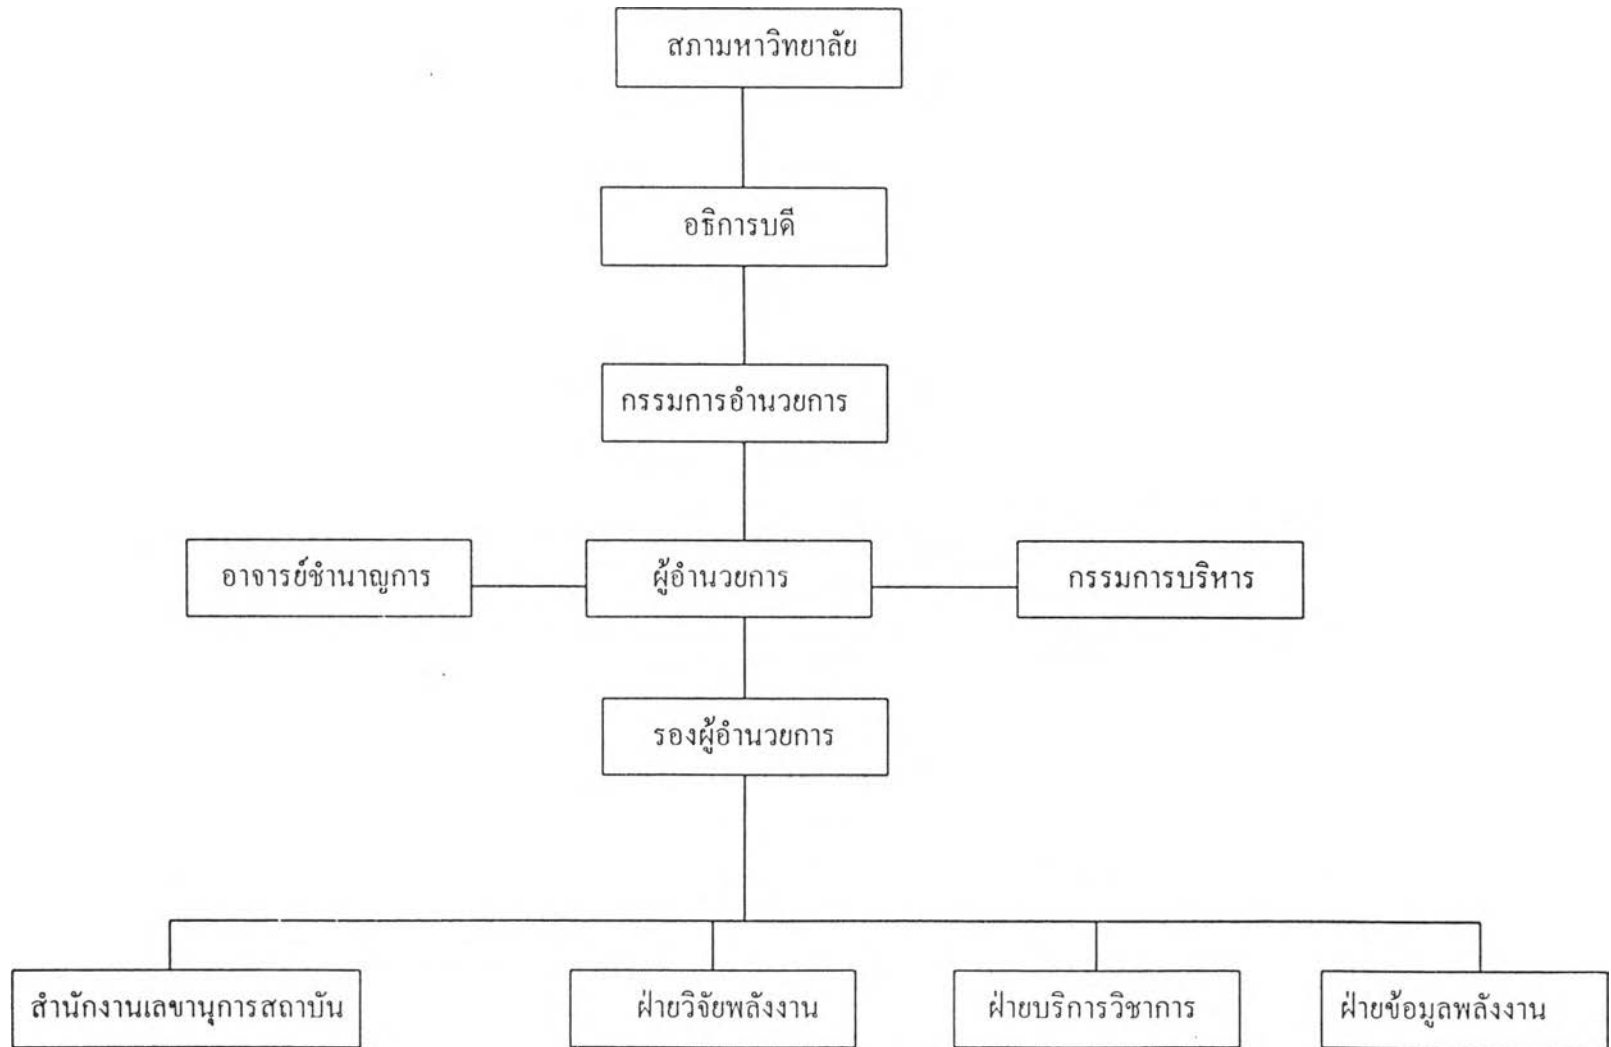 สภามหาวิทยาลัย
อธิการบดี
กรรมการอำนวยการ
อาจารย์ชำนาญการ
ผู้อำนวยการ
กรรมการบริหาร
รองผู้อำนวยการ
สำนักงานเลขานุการสถาบัน
ฝ่ายวิจัยพลังงาน
ฝ่ายบริการวิชาการ
ฝ่ายข้อมูลพลังงาน